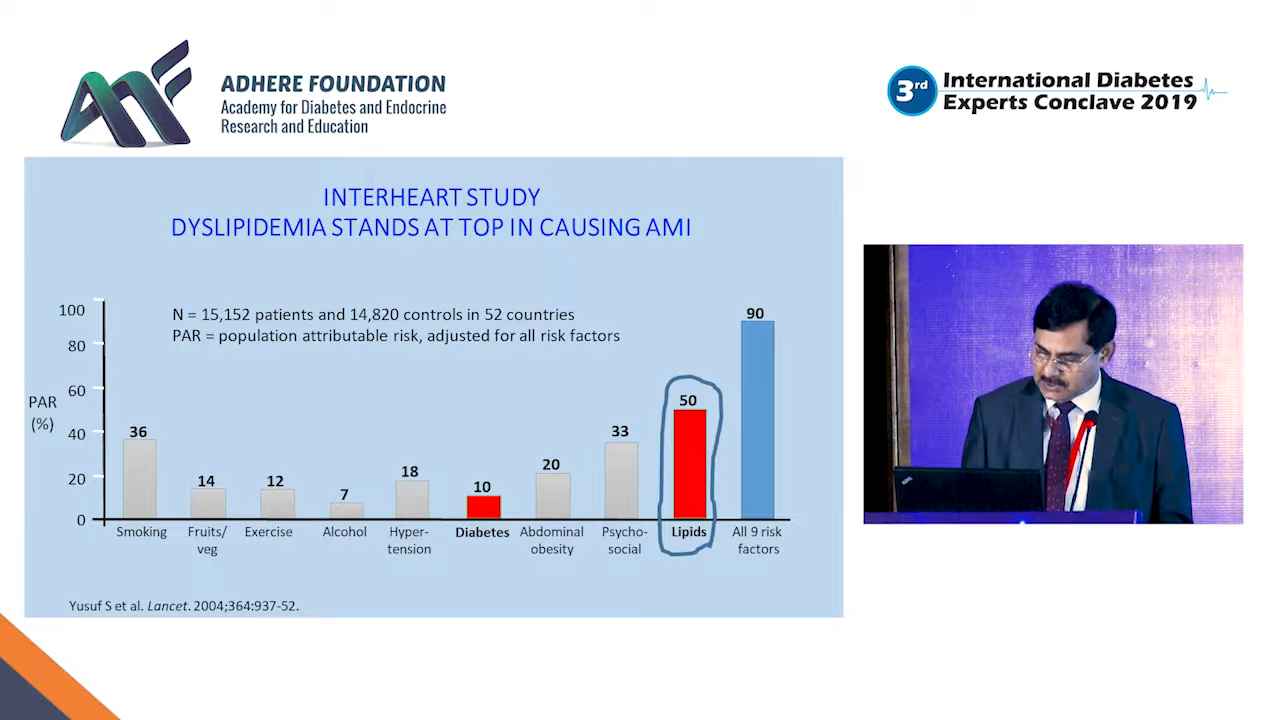 ADHERE FOUNDATION
Academy for Diabetes and Endocrine
Research and Education
3rd
International Diabetes
Experts Conclave 2019
INTERHEART STUDY
DYSLIPIDEMIA STANDS AT TOP IN CAUSING AMI
N = 15,152 patients and 14,820 controls in 52 countries
PAR = population attributable risk, adjusted for all risk factors
PAR
(%)
100
80
60
40
20
0
36
14
12
7
18
10
20
33
50
90
Smoking
Fruits/
veg
Exercise
Alcohol
Hyper-
tension
Diabetes
Abdominal
obesity
Psycho-
social
Lipids
All 9 risk
factors
Yusuf S et al. Lancet. 2004;364:937-52.